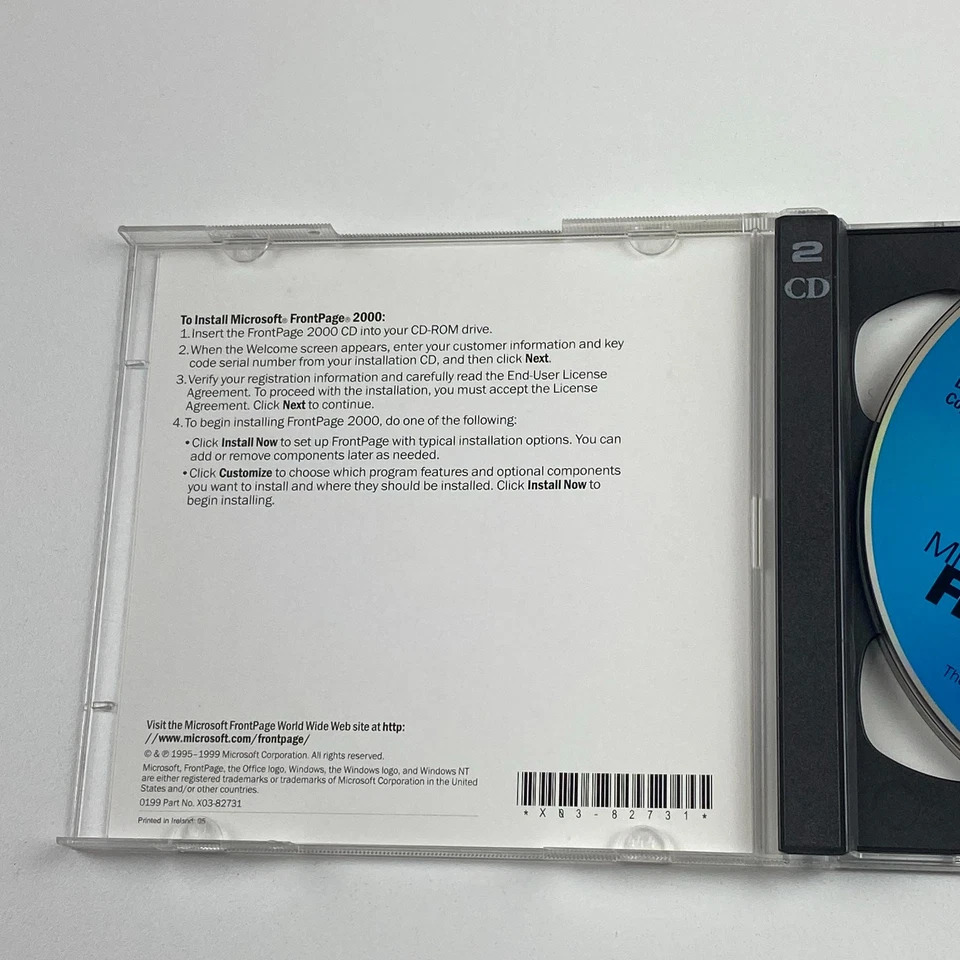 2
CD
To Install Microsoft® FrontPage® 2000:
1. Insert the FrontPage 2000 CD into your CD-ROM drive.
2. When the Welcome screen appears, enter your customer information and key
code serial number from your installation CD, and then click Next.
3. Verify your registration information and carefully read the End-User License
Agreement. To proceed with the installation, you must accept the License
Agreement. Click Next to continue.
4. To begin installing FrontPage 2000, do one of the following:
• Click Install Now to set up FrontPage with typical installation options. You can
add or remove components later as needed.
• Click Customize to choose which program features and optional components
you want to install and where they should be installed. Click Install Now to
begin installing.
Visit the Microsoft FrontPage World Wide Web site at http:
//www.microsoft.com/frontpage/
© & ℗ 1995–1999 Microsoft Corporation. All rights reserved.
Microsoft, FrontPage, the Office logo, Windows, the Windows logo, and Windows NT
are either registered trademarks or trademarks of Microsoft Corporation in the United
States and/or other countries.
0199 Part No. X03-82731
Printed in Ireland: 05
*X03-82731*